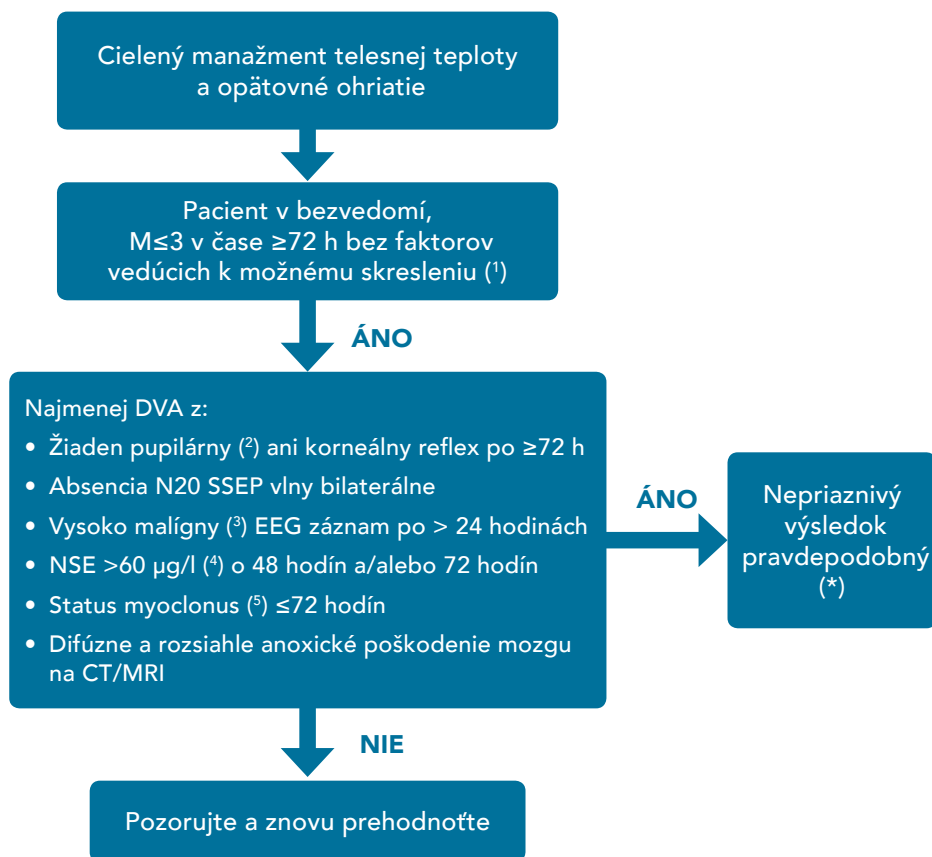 Cielený manažment telesnej teploty
a opätovné ohriatie
Pacient v bezvedomí,
M≤3 v čase ≥72 h bez faktorov
vedúcich k možnému skresleniu (¹)
ÁNO
Najmenej DVA z:
• Žiaden pupilárny (²) ani korneálny reflex po ≥72 h
• Absencia N20 SSEP vlny bilaterálne
• Vysoko malígny (³) EEG záznam po > 24 hodinách
• NSE >60 µg/l (⁴) o 48 hodín a/alebo 72 hodín
• Status myoclonus (⁵) ≤72 hodín
• Difúzne a rozsiahle anoxické poškodenie mozgu
na CT/MRI
ÁNO
Nepriaznivý
výsledok
pravdepodobný
(*)
NIE
Pozorujte a znovu prehodnoťte